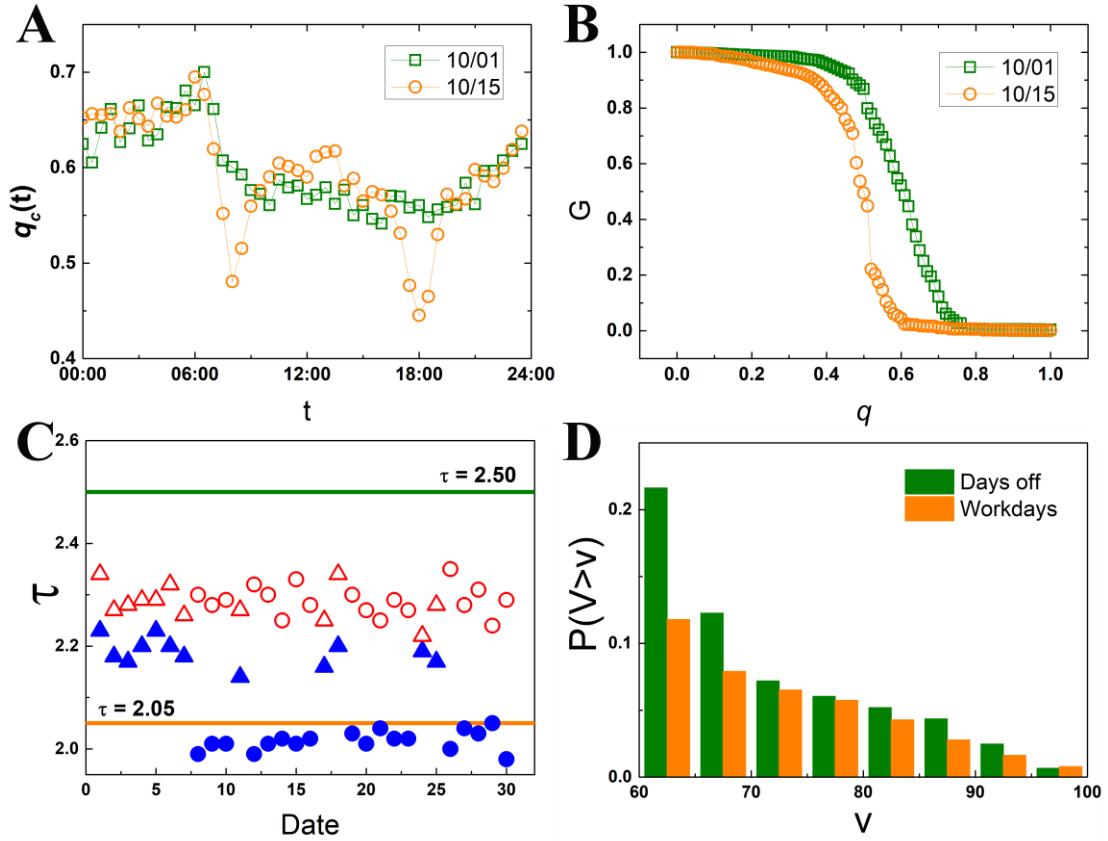 A
10/01
10/15
q_c(t)
0.7
0.6
0.5
0.4
00:00 06:00 12:00 18:00 24:00
t
B
10/01
10/15
G
1.0
0.8
0.6
0.4
0.2
0.0
0.0 0.2 0.4 0.6 0.8 1.0
q
C
τ = 2.50
τ = 2.05
τ
2.6
2.4
2.2
2.0
0 5 10 15 20 25 30
Date
D
Days off
Workdays
P(V>v)
0.2
0.1
0.0
60 70 80 90 100
V